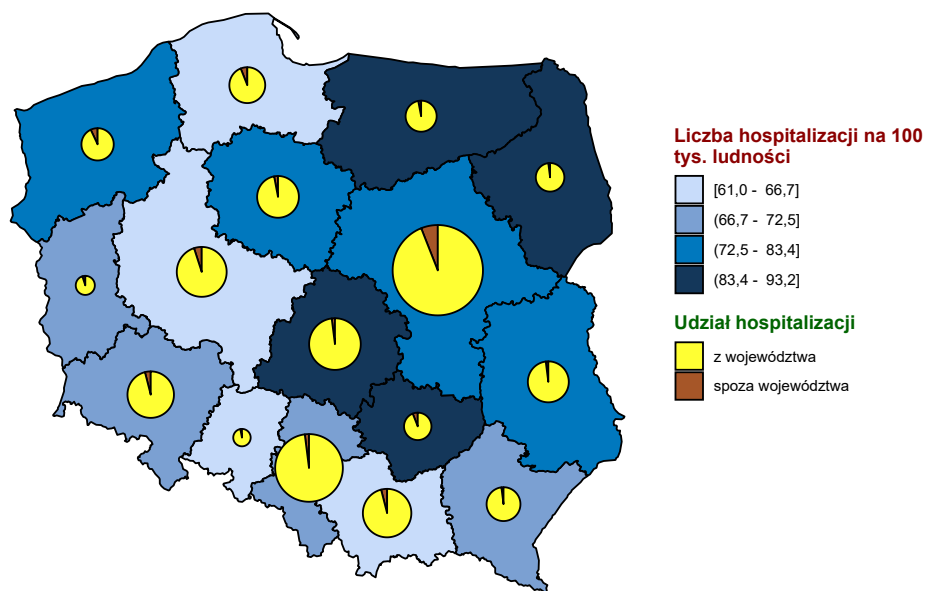 Liczba hospitalizacji na 100
tys. ludności
[61,0 - 66,7]
(66,7 - 72,5]
(72,5 - 83,4]
(83,4 - 93,2]
Udział hospitalizacji
z województwa
spoza województwa